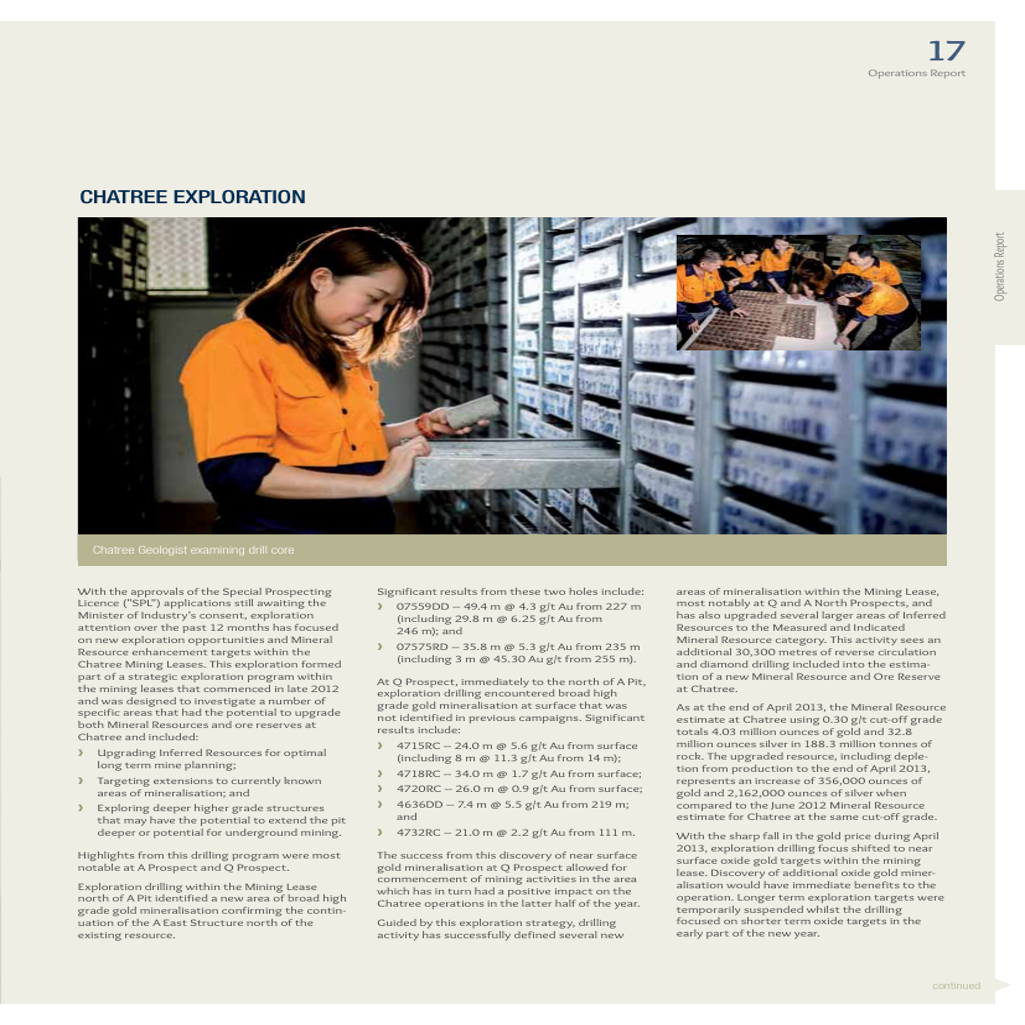 17
Operations Report
Operations Report
CHATREE EXPLORATION
Chatree Geologist examining drill core
With the approvals of the Special Prospecting
Licence ("SPL") applications still awaiting the
Minister of Industry's consent, exploration
attention over the past 12 months has focused
on new exploration opportunities and Mineral
Resource enhancement targets within the
Chatree Mining Leases. This exploration formed
part of a strategic exploration program within
the mining leases that commenced in late 2012
and was designed to investigate a number of
specific areas that had the potential to upgrade
both Mineral Resources and ore reserves at
Chatree and included:
› Upgrading Inferred Resources for optimal
long term mine planning;
› Targeting extensions to currently known
areas of mineralisation; and
› Exploring deeper higher grade structures
that may have the potential to extend the pit
deeper or potential for underground mining.
Highlights from this drilling program were most
notable at A Prospect and Q Prospect.
Exploration drilling within the Mining Lease
north of A Pit identified a new area of broad high
grade gold mineralisation confirming the contin-
uation of the A East Structure north of the
existing resource.
Significant results from these two holes include:
› 07559DD – 49.4 m @ 4.3 g/t Au from 227 m
(including 29.8 m @ 6.25 g/t Au from
246 m); and
› 07575RD – 35.8 m @ 5.3 g/t Au from 235 m
(including 3 m @ 45.30 Au g/t from 255 m).
At Q Prospect, immediately to the north of A Pit,
exploration drilling encountered broad high
grade gold mineralisation at surface that was
not identified in previous campaigns. Significant
results include:
› 4715RC – 24.0 m @ 5.6 g/t Au from surface
(including 8 m @ 11.3 g/t Au from 14 m);
› 4718RC – 34.0 m @ 1.7 g/t Au from surface;
› 4720RC – 26.0 m @ 0.9 g/t Au from surface;
› 4636DD – 7.4 m @ 5.5 g/t Au from 219 m;
and
› 4732RC – 21.0 m @ 2.2 g/t Au from 111 m.
The success from this discovery of near surface
gold mineralisation at Q Prospect allowed for
commencement of mining activities in the area
which has in turn had a positive impact on the
Chatree operations in the latter half of the year.
Guided by this exploration strategy, drilling
activity has successfully defined several new
areas of mineralisation within the Mining Lease,
most notably at Q and A North Prospects, and
has also upgraded several larger areas of Inferred
Resources to the Measured and Indicated
Mineral Resource category. This activity sees an
additional 30,300 metres of reverse circulation
and diamond drilling included into the estima-
tion of a new Mineral Resource and Ore Reserve
at Chatree.
As at the end of April 2013, the Mineral Resource
estimate at Chatree using 0.30 g/t cut-off grade
totals 4.03 million ounces of gold and 32.8
million ounces silver in 188.3 million tonnes of
rock. The upgraded resource, including deple-
tion from production to the end of April 2013,
represents an increase of 356,000 ounces of
gold and 2,162,000 ounces of silver when
compared to the June 2012 Mineral Resource
estimate for Chatree at the same cut-off grade.
With the sharp fall in the gold price during April
2013, exploration drilling focus shifted to near
surface oxide gold targets within the mining
lease. Discovery of additional oxide gold miner-
alisation would have immediate benefits to the
operation. Longer term exploration targets were
temporarily suspended whilst the drilling
focused on shorter term oxide targets in the
early part of the new year.
continued